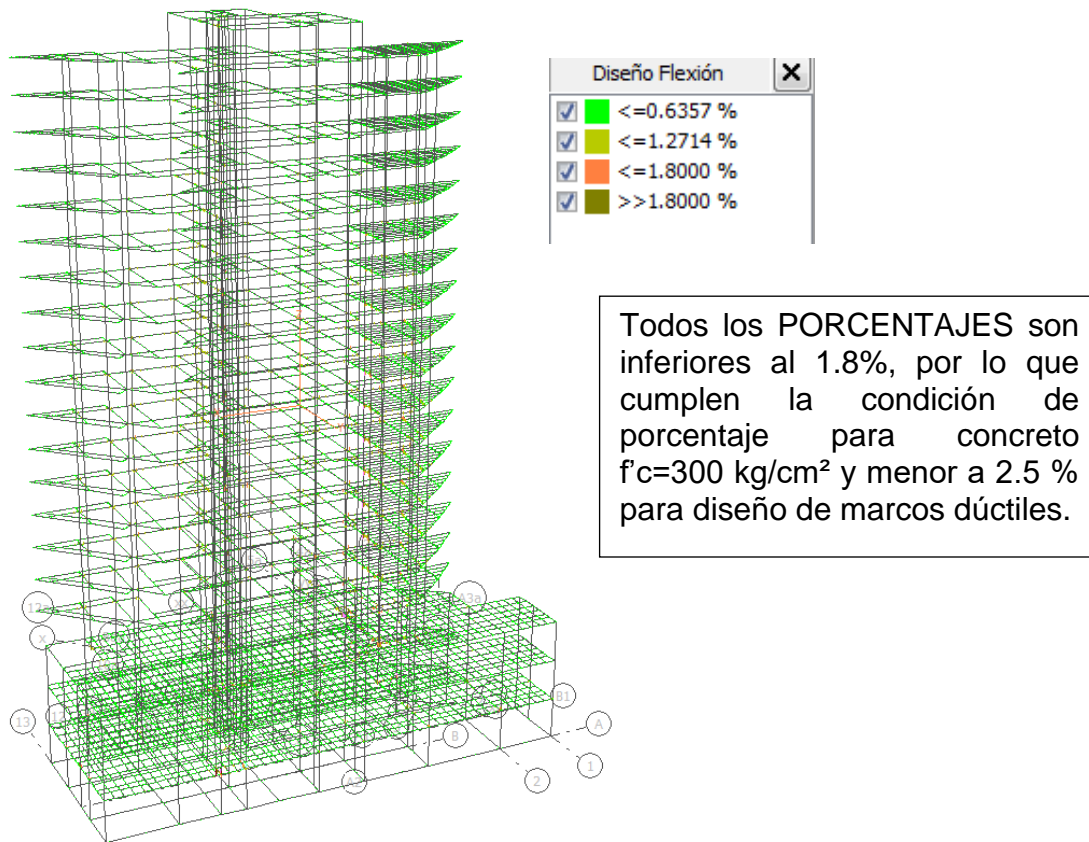 Diseño Flexión
<=0.6357 %
<=1.2714 %
<=1.8000 %
>>1.8000 %
Todos los PORCENTAJES son
inferiores al 1.8%, por lo que
cumplen la condición de
porcentaje para concreto
f'c=300 kg/cm² y menor a 2.5 %
para diseño de marcos dúctiles.
A3a
x
13
12
B1
A
B
1
2
A2